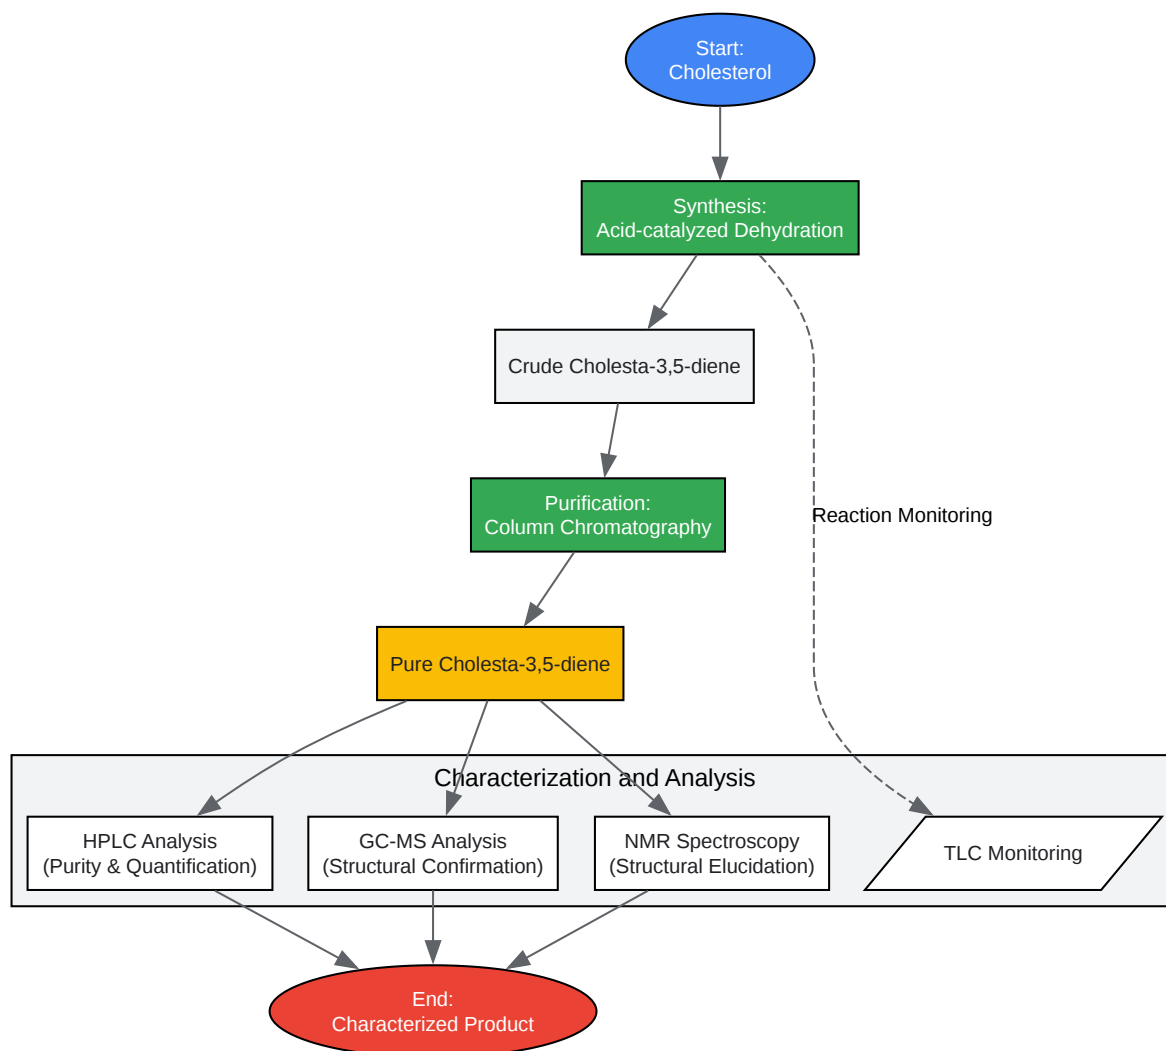 Start:
Cholesterol
Synthesis:
Acid-catalyzed Dehydration
Crude Cholesta-3,5-diene
Purification:
Column Chromatography
Reaction Monitoring
Pure Cholesta-3,5-diene
Characterization and Analysis
HPLC Analysis
(Purity & Quantification)
GC-MS Analysis
(Structural Confirmation)
NMR Spectroscopy
(Structural Elucidation)
TLC Monitoring
End:
Characterized Product